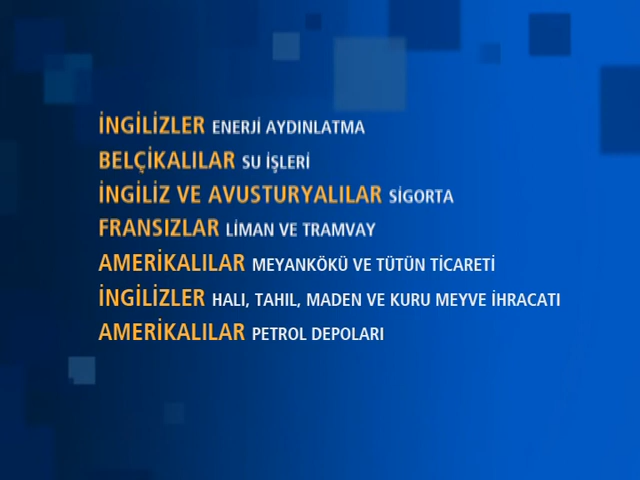 İNGİLİZLER ENERJİ AYDINLATMA
BELÇİKALILAR SU İŞLERİ
İNGİLİZ VE AVUSTURYALILAR SİGORTA
FRANSIZLAR LİMAN VE TRAMVAY
AMERİKALILAR MEYANKÖKÜ VE TÜTÜN TİCARETİ
İNGİLİZLER HALI, TAHIL, MADEN VE KURU MEYVE İHRACATI
AMERİKALILAR PETROL DEPOLARI